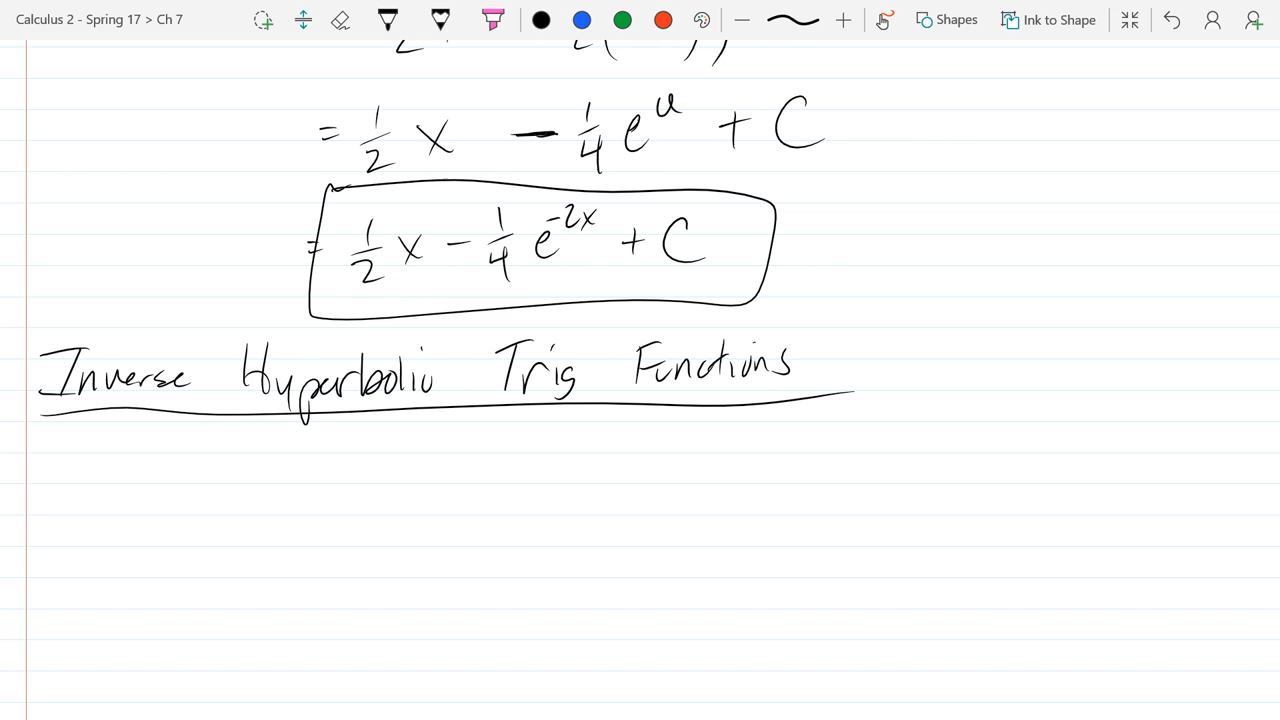 Calculus 2 - Spring 17 > Ch 7 Shapes Ink to Shape
= 1/2 x - 1/4 e^u + C
= 1/2 x - 1/4 e^-2x + C
Inverse Hyperbolic Trig Functions